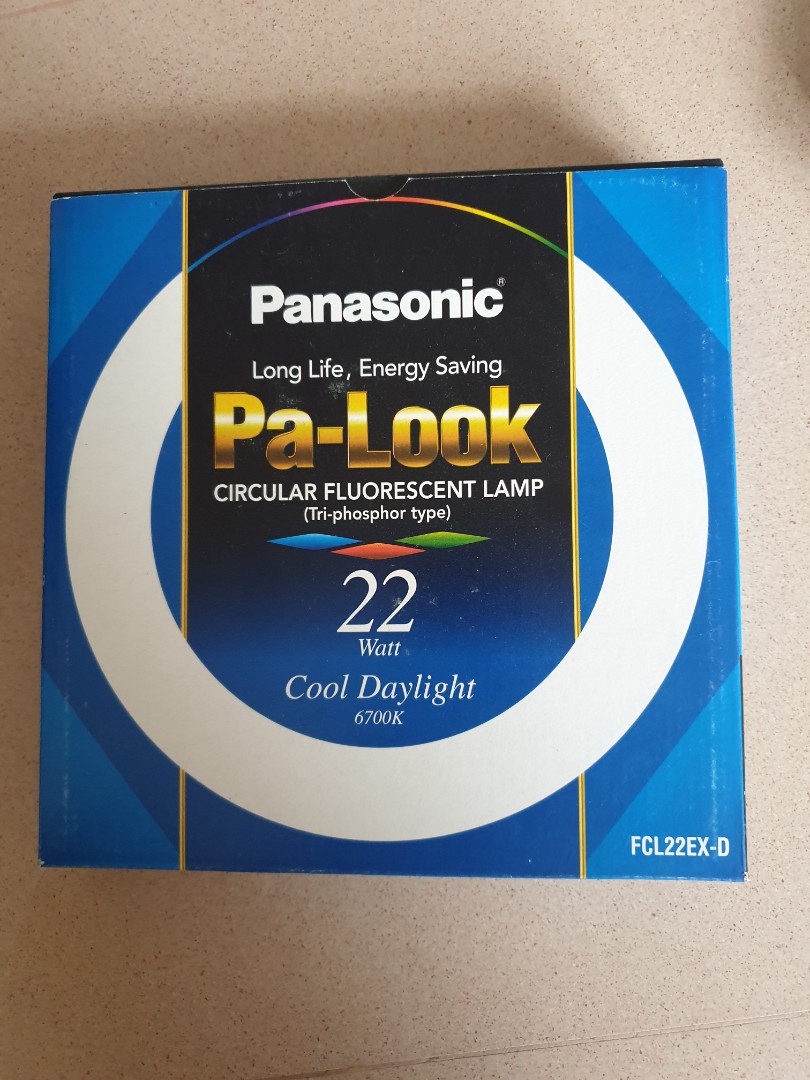 Panasonic®
Long Life, Energy Saving
Pa-Look
CIRCULAR FLUORESCENT LAMP
(Tri-phosphor type)
22
Watt
Cool Daylight
6700K
FCL22EX-D